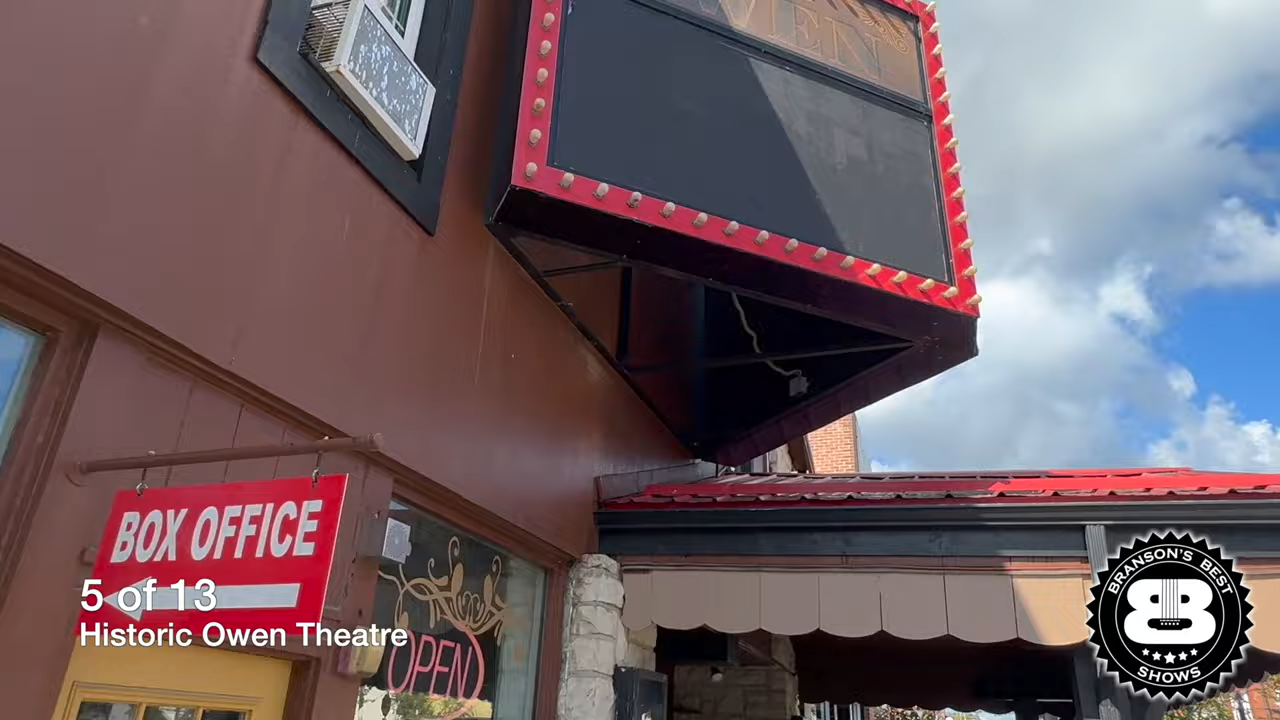 BOX OFFICE
OPEN
5 of 13
Historic Owen Theatre
BRANSON'S BEST
SHOWS